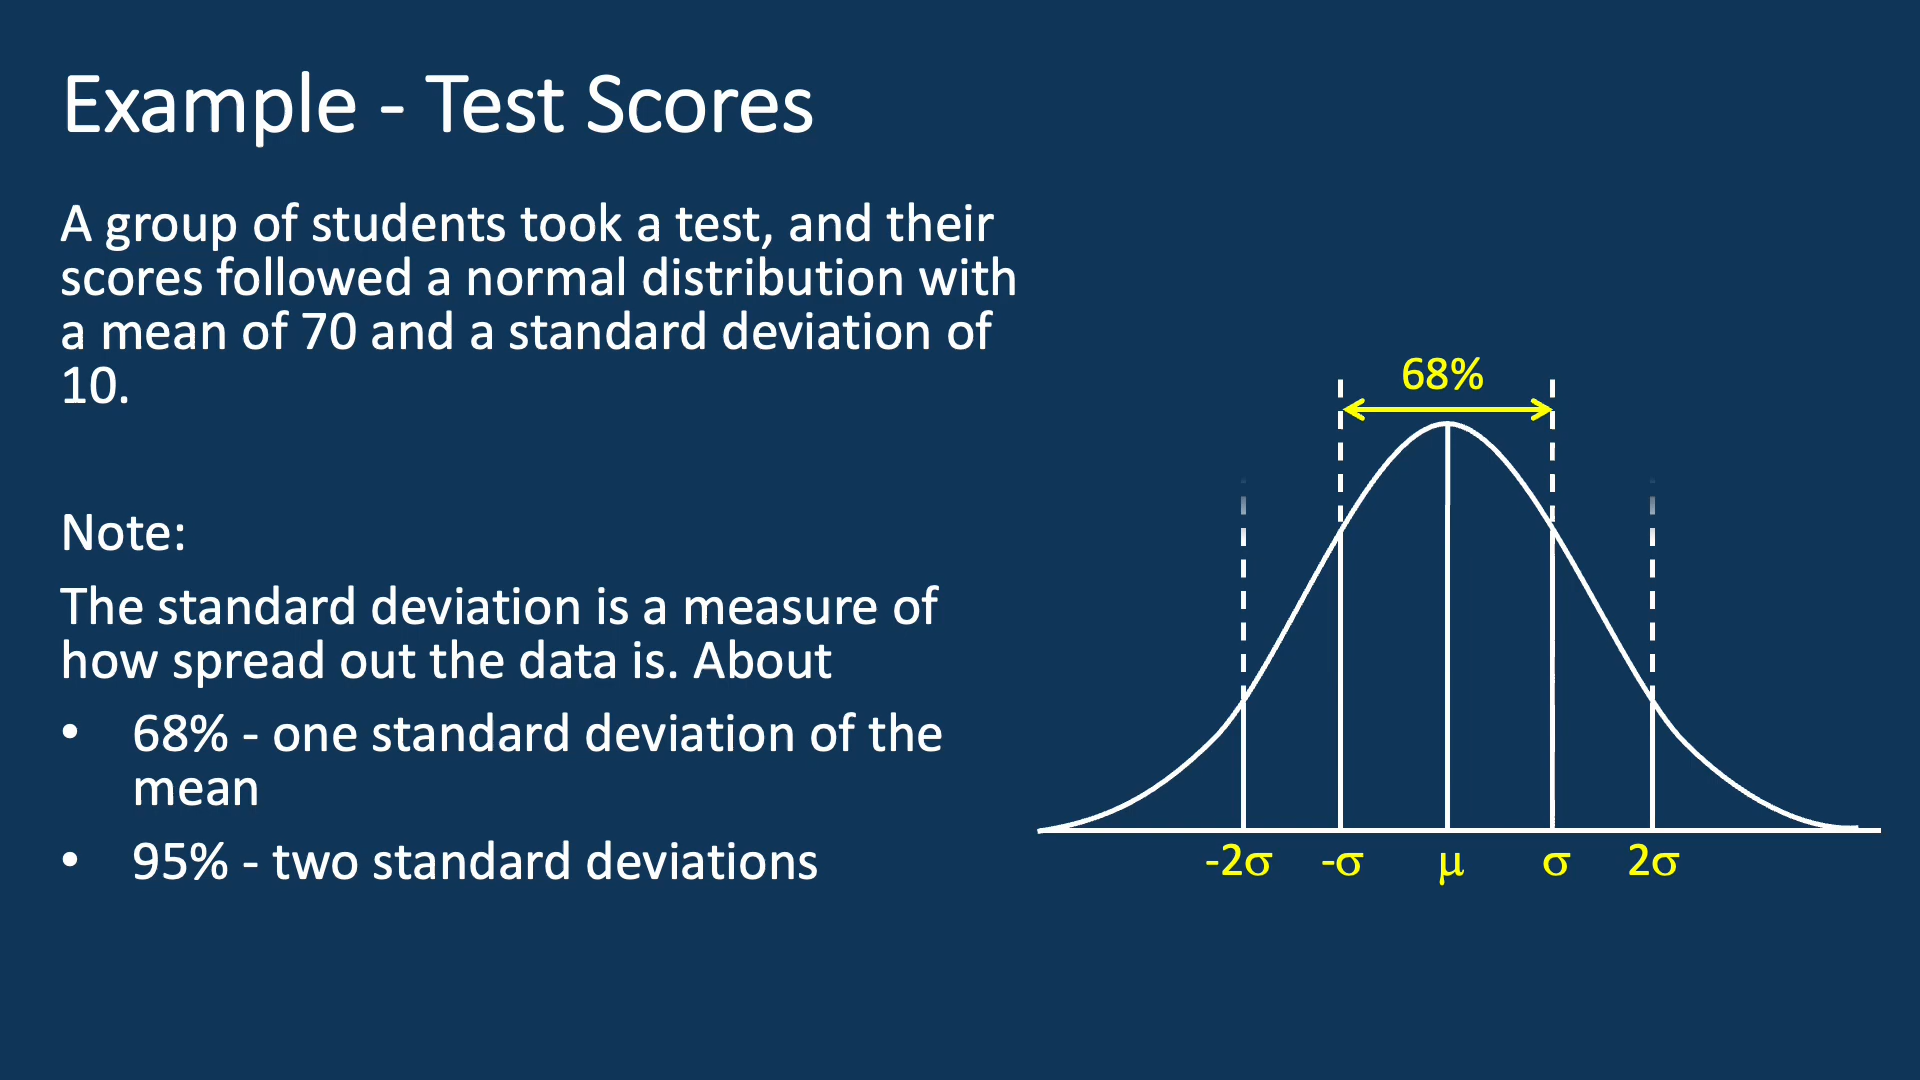 Example - Test Scores
A group of students took a test, and their
scores followed a normal distribution with
a mean of 70 and a standard deviation of
10.
Note:
The standard deviation is a measure of
how spread out the data is. About
• 68% - one standard deviation of the
mean
• 95% - two standard deviations
68%
-2σ -σ μ σ 2σ